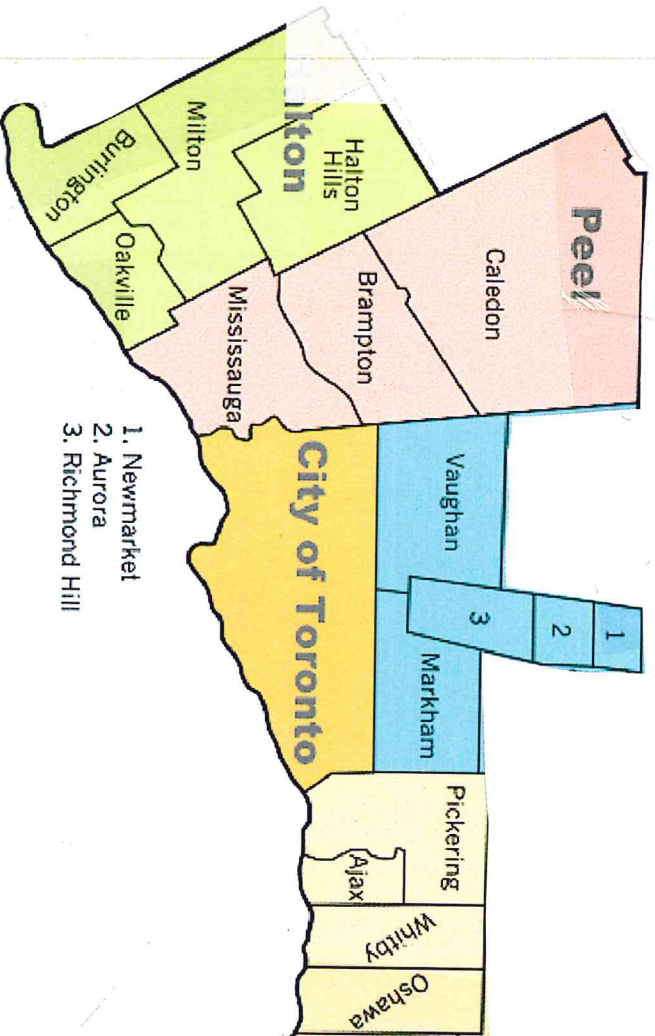 Peel
Caledon
Brampton
Mississauga
lton
Halton
Hills
Milton
Burlington
Oakville
City of Toronto
Vaughan
Markham
1
2
3
Pickering
Ajax
Whitby
Oshawa
1. Newmarket
2. Aurora
3. Richmond Hill